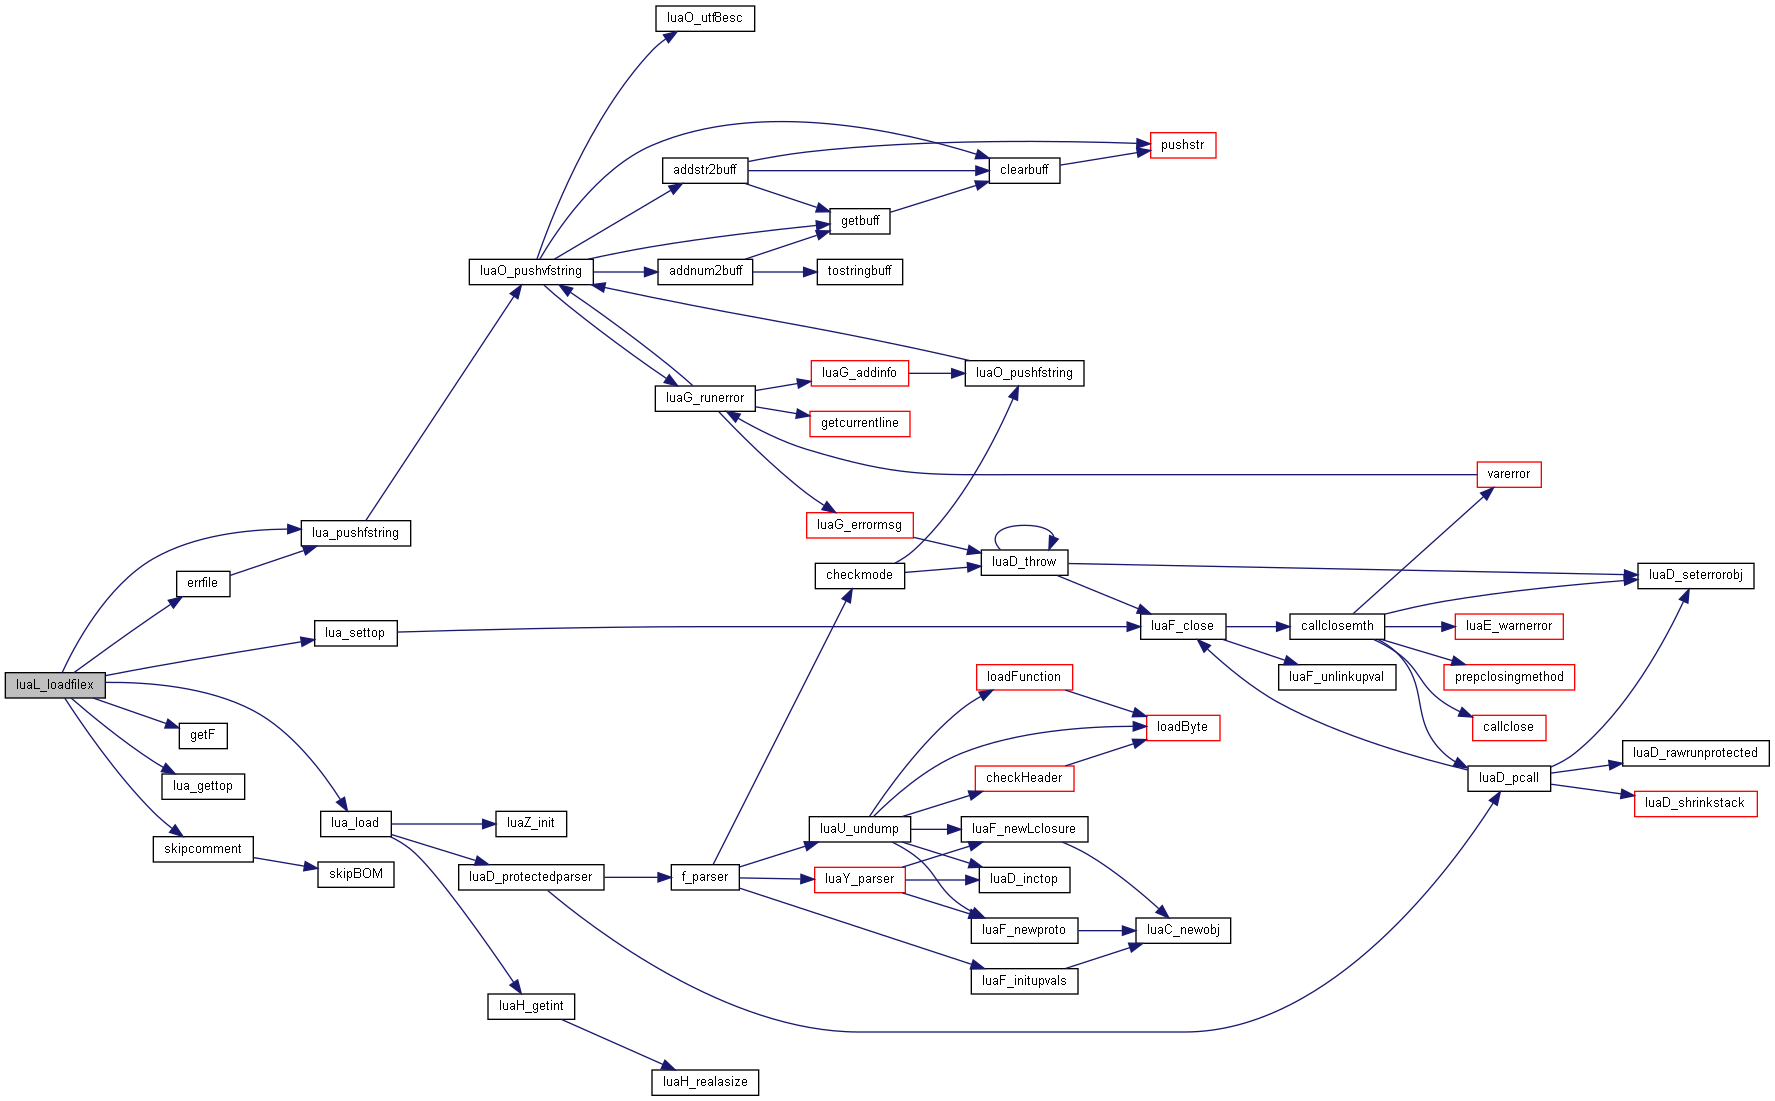 luaO_utf8esc
pushstr
addstr2buff
clearbuff
getbuff
luaO_pushvfstring
addnum2buff
tostringbuff
luaG_addinfo
luaO_pushfstring
luaG_runerror
getcurrentline
varerror
luaG_errormsg
lua_pushfstring
luaD_throw
errfile
checkmode
luaD_seterrorobj
lua_settop
luaF_close
callclosemth
luaE_warnerror
luaL_loadfilex
loadFunction
luaF_unlinkupval
prepclosingmethod
getF
loadByte
callclose
luaD_rawrunprotected
lua_gettop
checkHeader
luaD_pcall
luaD_shrinkstack
lua_load
luaZ_init
luaU_undump
luaF_newLclosure
skipcomment
skipBOM
luaD_protectedparser
f_parser
luaY_parser
luaD_inctop
luaF_newproto
luaC_newobj
luaF_initupvals
luaH_getint
luaH_realasize